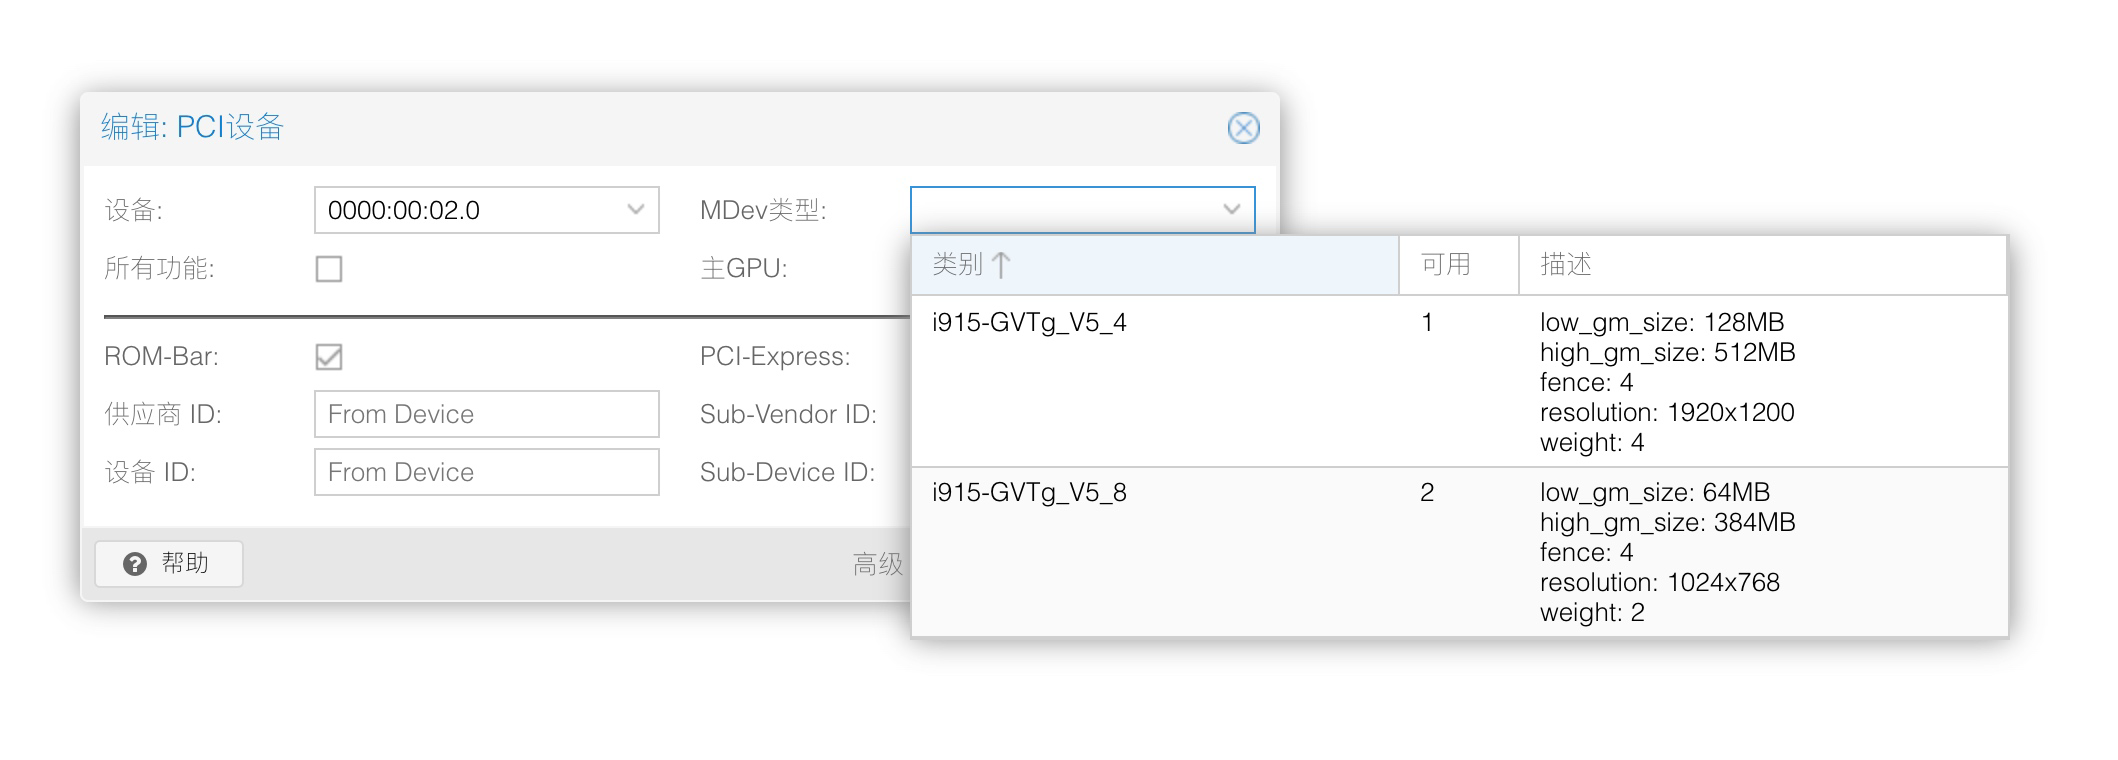 编辑: PCI设备
设备: 0000:00:02.0 MDev类型:
所有功能: 主GPU:
ROM-Bar: PCI-Express:
供应商 ID: From Device Sub-Vendor ID:
设备 ID: From Device Sub-Device ID:
帮助 高级
类别 可用 描述
i915-GVTg_V5_4 1 low_gm_size: 128MB
high_gm_size: 512MB
fence: 4
resolution: 1920x1200
weight: 4
i915-GVTg_V5_8 2 low_gm_size: 64MB
high_gm_size: 384MB
fence: 4
resolution: 1024x768
weight: 2